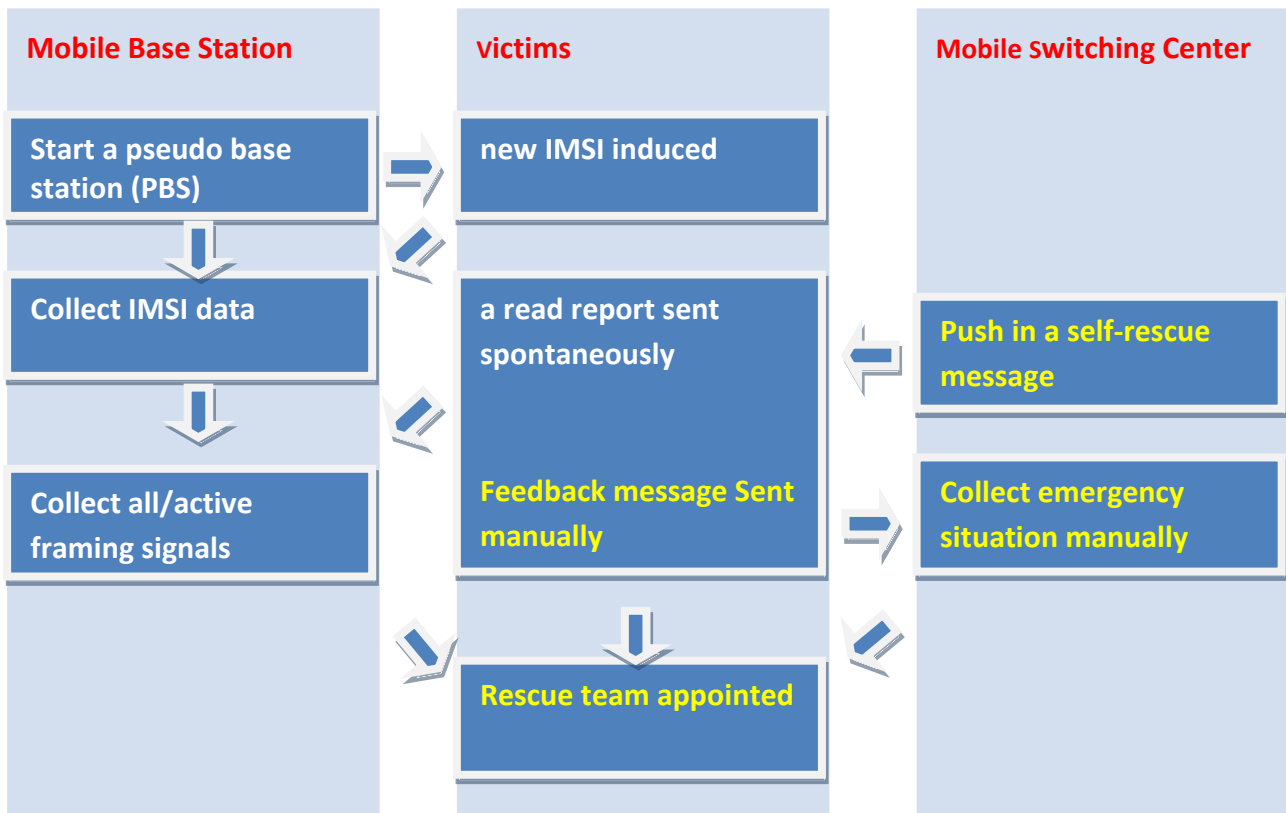 Mobile Base Station
Victims
Mobile Switching Center
Start a pseudo base
station (PBS)
new IMSI induced
Collect IMSI data
a read report sent
spontaneously
Push in a self-rescue
message
Collect all/active
framing signals
Feedback message Sent
manually
Collect emergency
situation manually
Rescue team appointed